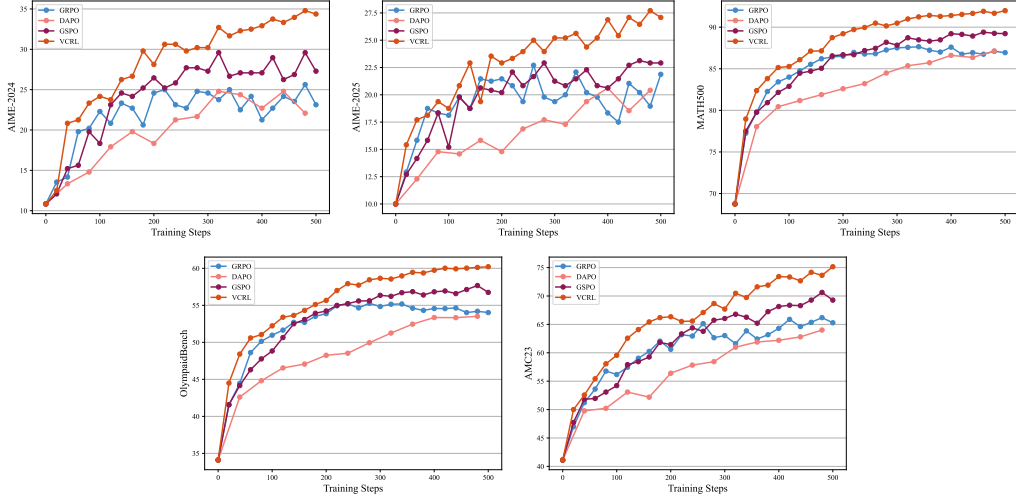 GRPO
DAPO
GSPO
VCRL
35
30
25
20
15
10
AIME-2024
0
100
200
300
400
500
Training Steps
GRPO
DAPO
GSPO
VCRL
27.5
25.0
22.5
20.0
17.5
15.0
12.5
10.0
AIME-2025
0
100
200
300
400
500
Training Steps
GRPO
DAPO
GSPO
VCRL
90
85
80
75
70
MATH500
0
100
200
300
400
500
Training Steps
GRPO
DAPO
GSPO
VCRL
60
55
50
45
40
35
OlympaidBench
0
100
200
300
400
500
Training Steps
GRPO
DAPO
GSPO
VCRL
75
70
65
60
55
50
45
40
AMC23
0
100
200
300
400
500
Training Steps